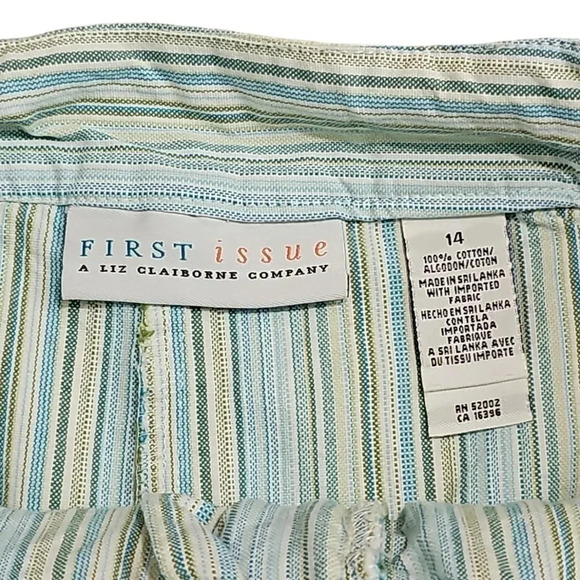 FIRST issue
A LIZ CLAIBORNE COMPANY
14
100% COTTON/
ALGODON/COTON
MADE IN SRI LANKA
WITH IMPORTED
FABRIC
HECHO EN SRI LANKA
CON TELA
IMPORTADA
FABRIQUE
A SRI LANKA AVEC
DU TISSU IMPORTE
RN 52002
CA 16396